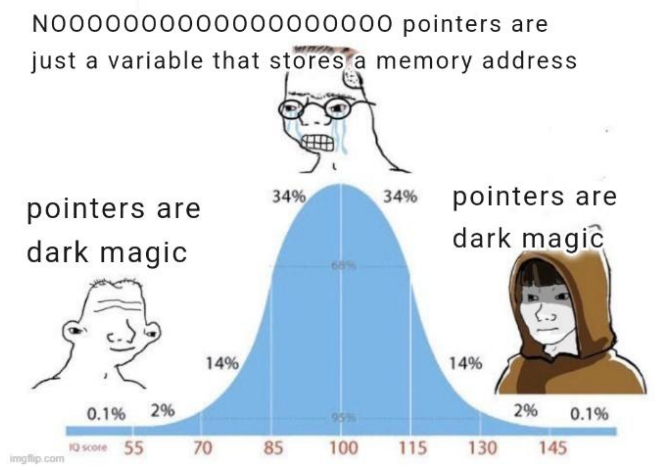 NOOOOOOOOOOOOOOOOOOO pointers are
just a variable that stores a memory address
pointers are
dark magic
pointers are
dark magic
34%
34%
68%
14%
14%
0.1%
2%
95%
2%
0.1%
IQ score
55
70
85
100
115
130
145
imgflip.com